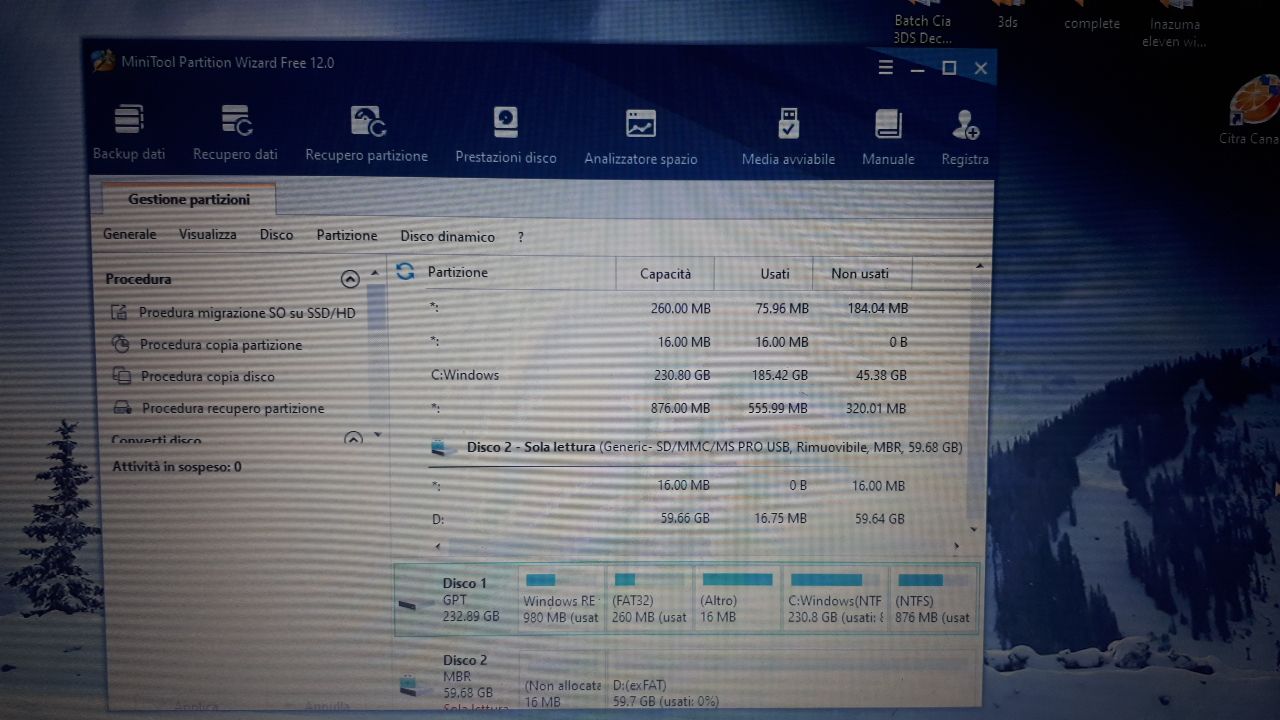 Batch Cia
3DS Dec...
3ds
complete
Inazuma
eleven wi...
Citra Cana
MiniTool Partition Wizard Free 12.0
Backup dati
Recupero dati
Recupero partizione
Prestazioni disco
Analizzatore spazio
Media avviabile
Manuale
Registra
Gestione partizioni
Generale Visualizza Disco Partizione Disco dinamico ?
Procedura
Proedura migrazione SO su SSD/HD
Procedura copia partizione
Procedura copia disco
Procedura recupero partizione
Converti disco
Attività in sospeso: 0
Partizione Capacità Usati Non usati
*: 260.00 MB 75.96 MB 184.04 MB
*: 16.00 MB 16.00 MB 0 B
C:Windows 230.80 GB 185.42 GB 45.38 GB
*: 876.00 MB 555.99 MB 320.01 MB
Disco 2 - Sola lettura (Generic- SD/MMC/MS PRO USB, Rimuovibile, MBR, 59.68 GB)
*: 16.00 MB 0 B 16.00 MB
D: 59.66 GB 16.75 MB 59.64 GB
Disco 1
GPT
232.89 GB
Windows RE
980 MB (usat
(FAT32)
260 MB (usat
(Altro)
16 MB
C:Windows(NTF
230.8 GB (usati:
(NTFS)
876 MB (usat
Disco 2
MBR
59.68 GB
Sola lettura
(Non allocata
16 MB
D:(exFAT)
59.7 GB (usati: 0%)
Applica
Annulla